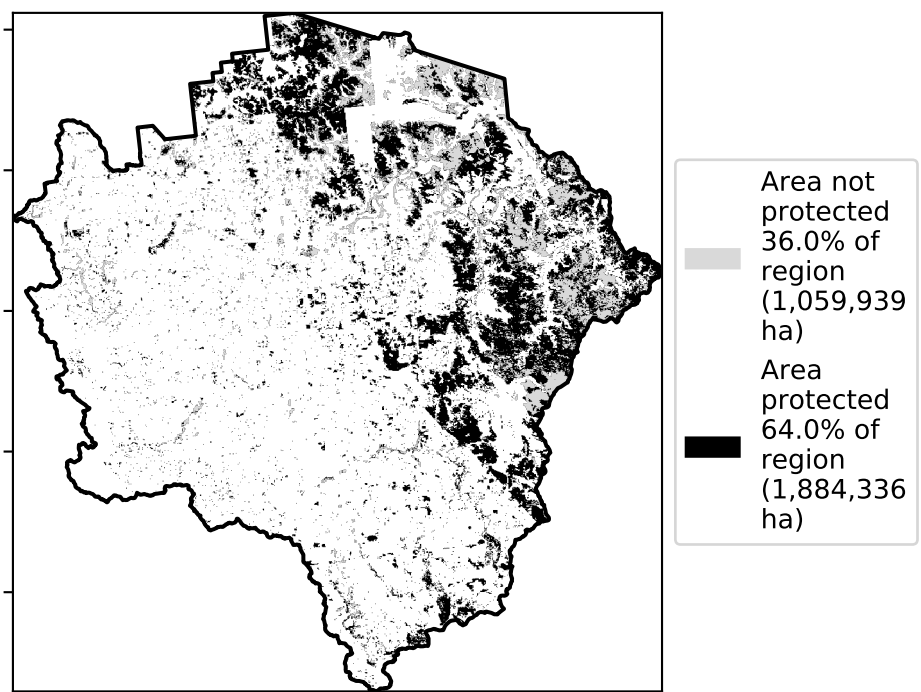 Area not
protected
36.0% of
region
(1,059,939
ha)
Area
protected
64.0% of
region
(1,884,336
ha)